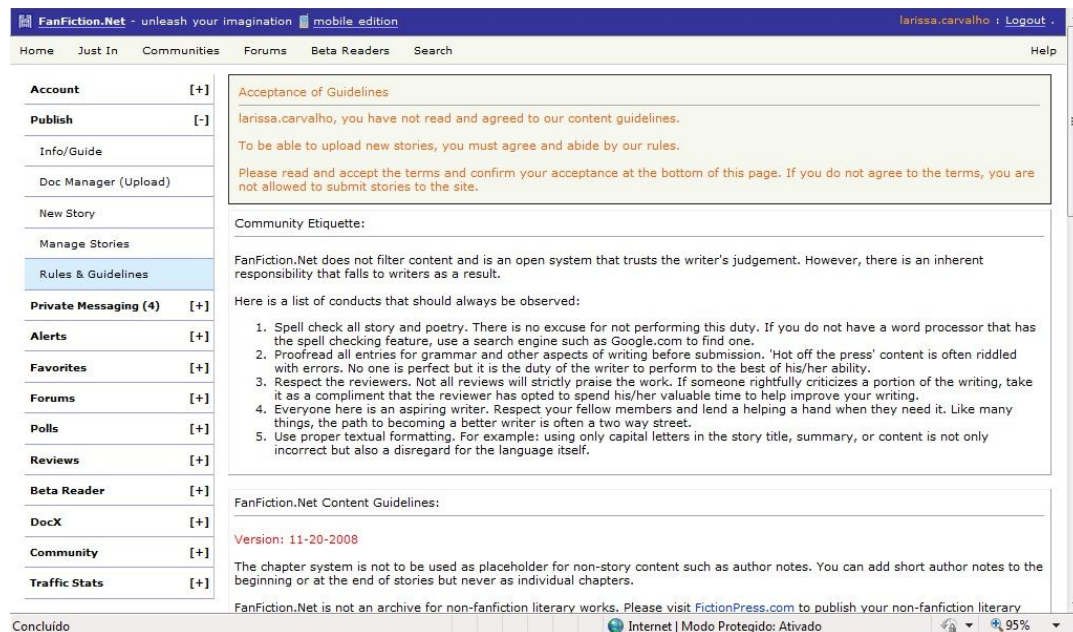 FanFiction.Net - unleash your imagination mobile edition larissa.carvalho : Logout .
Home Just In Communities Forums Beta Readers Search Help
Account [+]
Publish [-]
Info/Guide
Doc Manager (Upload)
New Story
Manage Stories
Rules & Guidelines
Private Messaging (4) [+]
Alerts [+]
Favorites [+]
Forums [+]
Polls [+]
Reviews [+]
Beta Reader [+]
DocX [+]
Community [+]
Traffic Stats [+]
Acceptance of Guidelines
larissa.carvalho, you have not read and agreed to our content guidelines.
To be able to upload new stories, you must agree and abide by our rules.
Please read and accept the terms and confirm your acceptance at the bottom of this page. If you do not agree to the terms, you are
not allowed to submit stories to the site.
Community Etiquette:
FanFiction.Net does not filter content and is an open system that trusts the writer's judgement. However, there is an inherent
responsibility that falls to writers as a result.
Here is a list of conducts that should always be observed:
1. Spell check all story and poetry. There is no excuse for not performing this duty. If you do not have a word processor that has
the spell checking feature, use a search engine such as Google.com to find one.
2. Proofread all entries for grammar and other aspects of writing before submission. 'Hot off the press' content is often riddled
with errors. No one is perfect but it is the duty of the writer to perform to the best of his/her ability.
3. Respect the reviewers. Not all reviews will strictly praise the work. If someone rightfully criticizes a portion of the writing, take
it as a compliment that the reviewer has opted to spend his/her valuable time to help improve your writing.
4. Everyone here is an aspiring writer. Respect your fellow members and lend a helping a hand when they need it. Like many
things, the path to becoming a better writer is often a two way street.
5. Use proper textual formatting. For example: using only capital letters in the story title, summary, or content is not only
incorrect but also a disregard for the language itself.
FanFiction.Net Content Guidelines:
Version: 11-20-2008
The chapter system is not to be used as placeholder for non-story content such as author notes. You can add short author notes to the
beginning or at the end of stories but never as individual chapters.
FanFiction.Net is not an archive for non-fanfiction literary works. Please visit FictionPress.com to publish your non-fanfiction literary
Concluído Internet | Modo Protegido: Ativado 95%